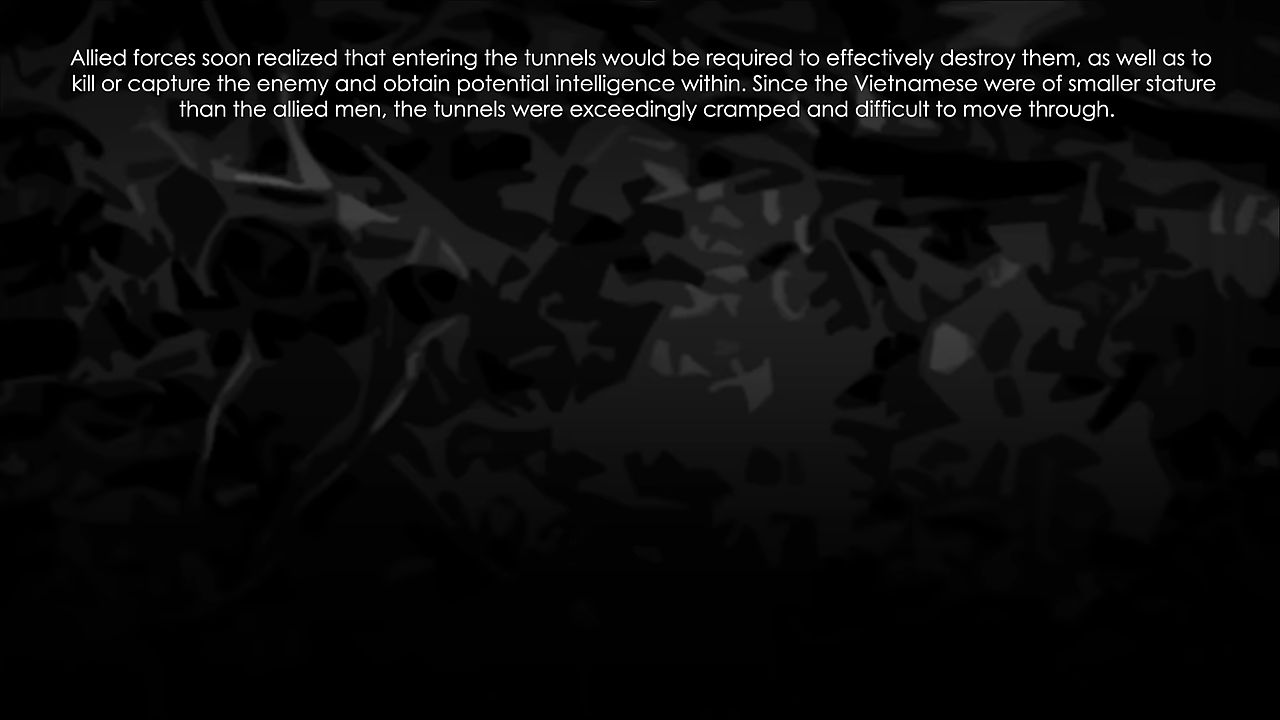 Allied forces soon realized that entering the tunnels would be required to effectively destroy them, as well as to
kill or capture the enemy and obtain potential intelligence within. Since the Vietnamese were of smaller stature
than the allied men, the tunnels were exceedingly cramped and difficult to move through.